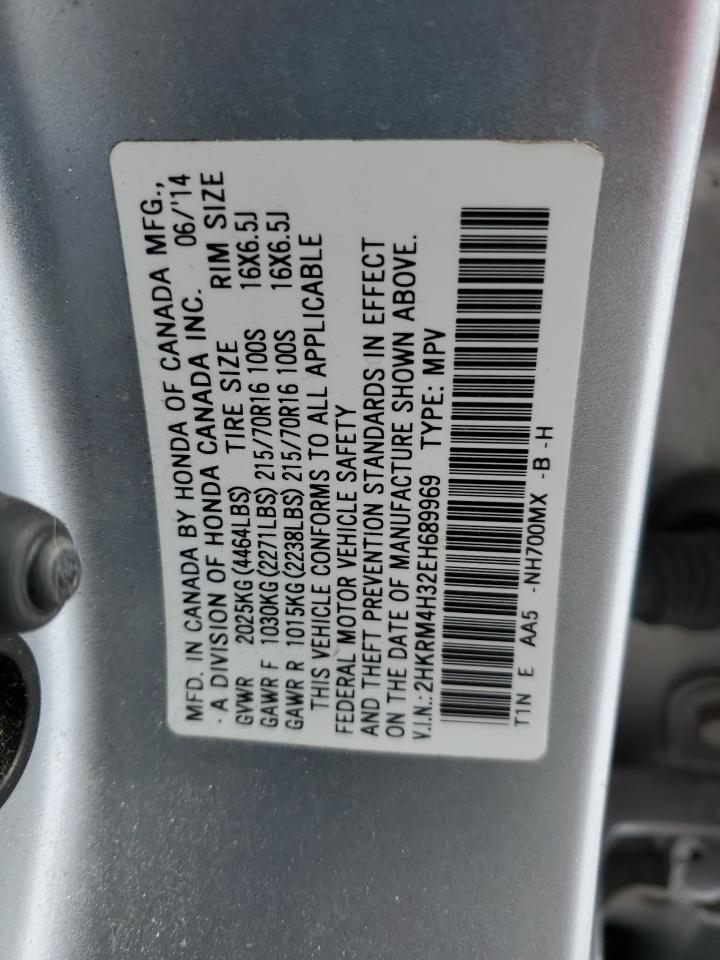 MFD. IN CANADA BY HONDA OF CANADA MFG.,
- A DIVISION OF HONDA CANADA INC. 06/'14
GVWR 2025KG(4464LBS) TIRE SIZE RIM SIZE
GAWR F 1030KG(2271LBS) 215/70R16 100S 16X6.5J
GAWR R 1015KG(2238LBS) 215/70R16 100S 16X6.5J
THIS VEHICLE CONFORMS TO ALL APPLICABLE
FEDERAL MOTOR VEHICLE SAFETY
AND THEFT PREVENTION STANDARDS IN EFFECT
ON THE DATE OF MANUFACTURE SHOWN ABOVE.
V.I.N.: 2HKRM4H32EH689969 TYPE: MPV
T1N E AA5 -NH700MX -B -H